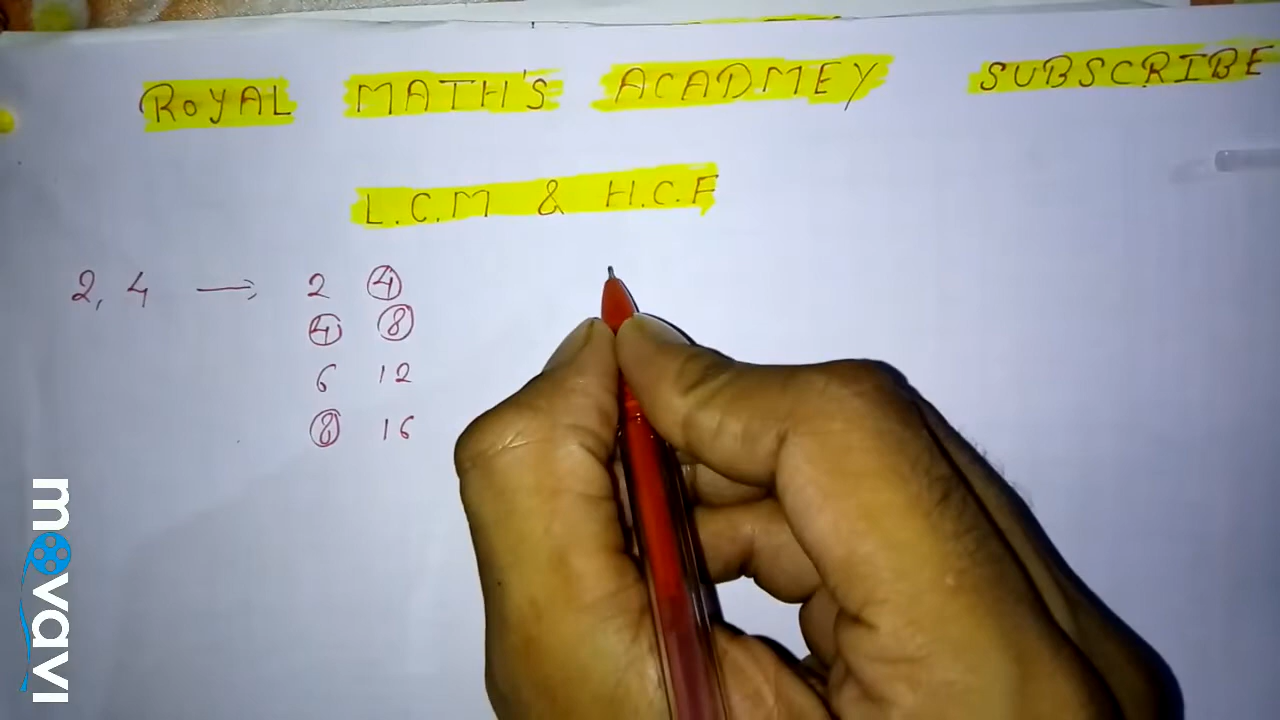 ROYAL MATH'S ACADMEY SUBSCRIBE
L.C.M & H.C.F
2, 4 → 2 4
4 8
6 12
8 16
movavi